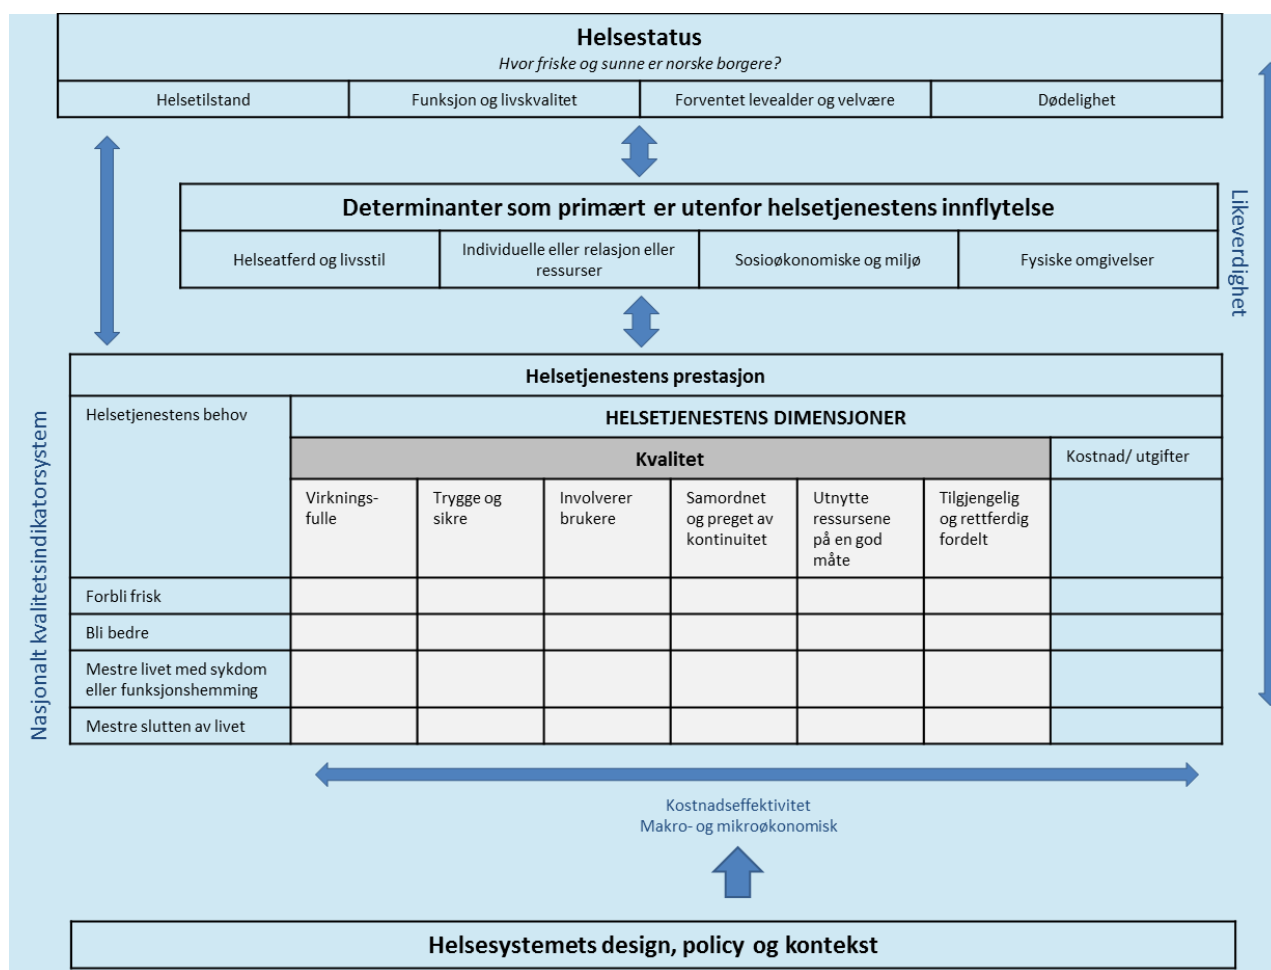 Helsestatus
Hvor friske og sunne er norske borgere?
Helsetilstand
Funksjon og livskvalitet
Forventet levealder og velvære
Dødelighet
Determinanter som primært er utenfor helsetjenestens innflytelse
Helseatferd og livsstil
Individuelle eller relasjon eller
ressurser
Sosioøkonomiske og miljø
Fysiske omgivelser
Likeverdighet
Nasjonalt kvalitetsindikatorsystem
Helsetjenestens prestasjon
Helsetjenestens behov
HELSETJENESTENS DIMENSJONER
Kvalitet
Kostnad/ utgifter
Virknings-
fulle
Trygge og
sikre
Involverer
brukere
Samordnet
og preget av
kontinuitet
Utnytte
ressursene
på en god
måte
Tilgjengelig
og rettferdig
fordelt
Forbli frisk
Bli bedre
Mestre livet med sykdom
eller funksjonshemming
Mestre slutten av livet
Kostnadseffektivitet
Makro- og mikroøkonomisk
Helsesystemets design, policy og kontekst